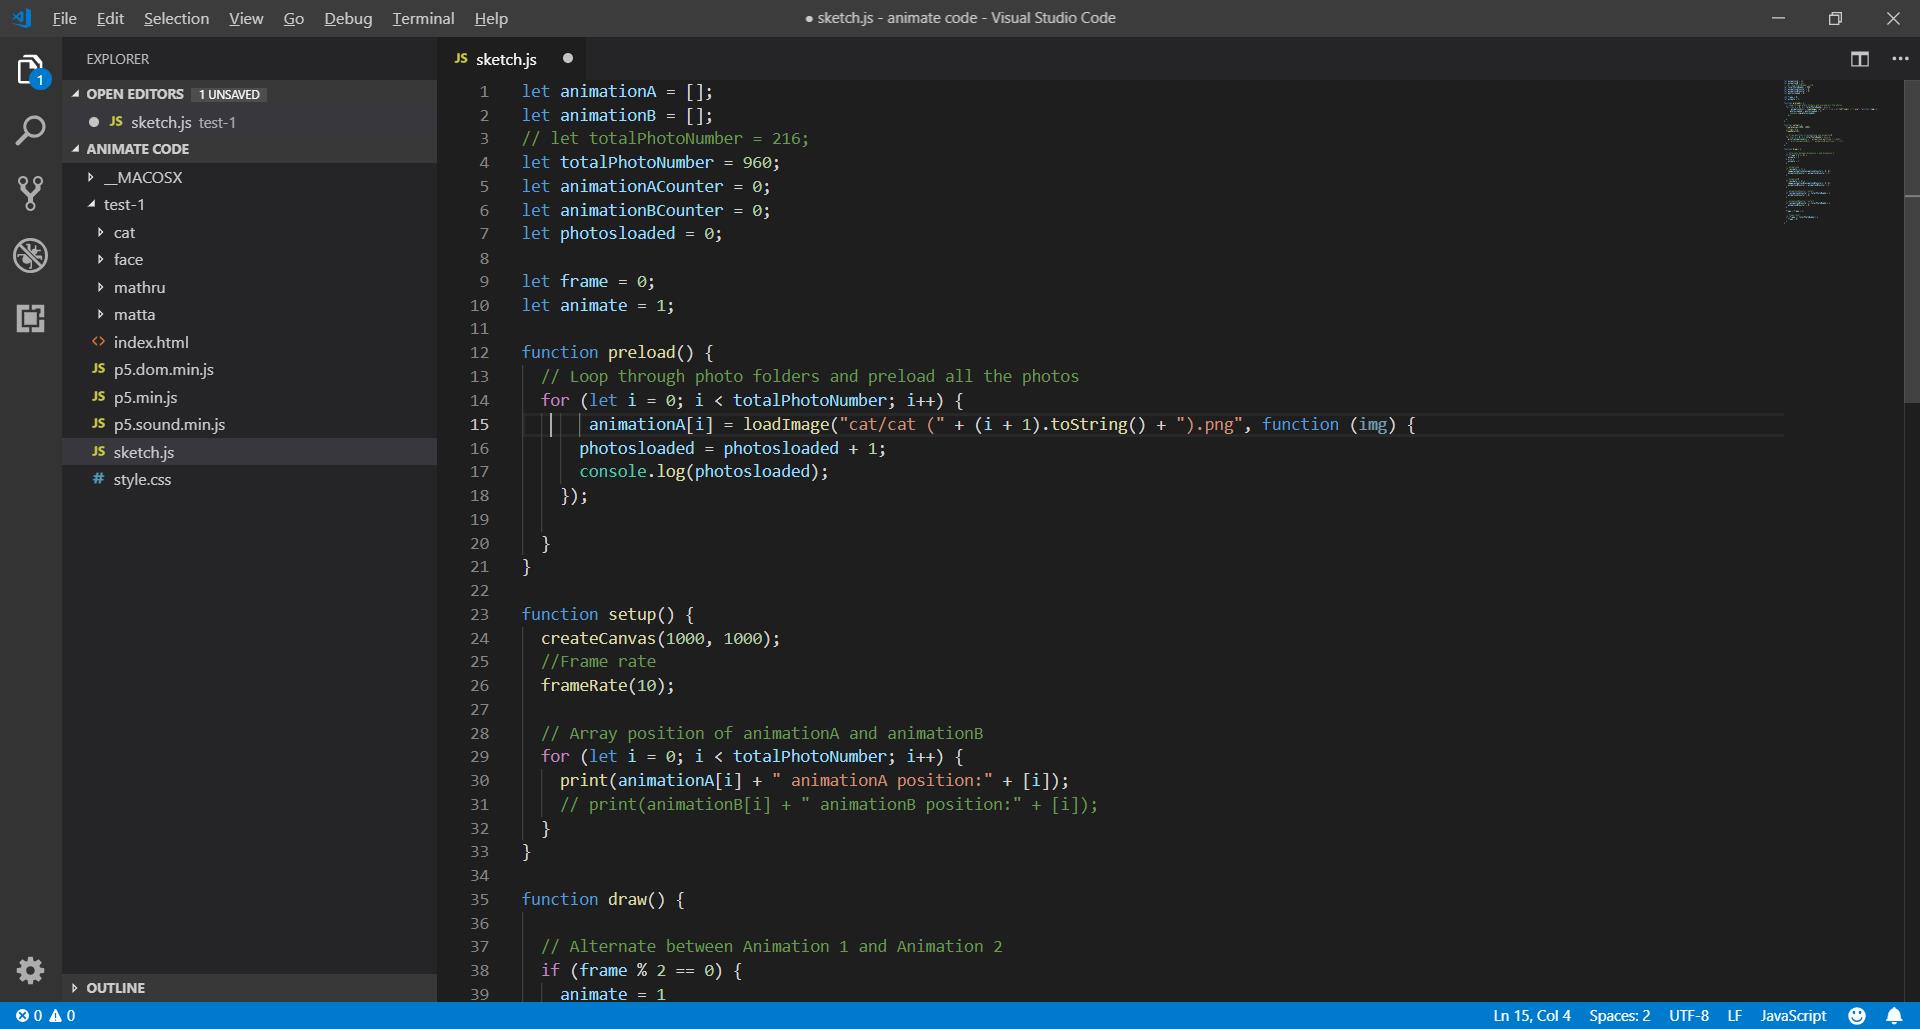 File Edit Selection View Go Debug Terminal Help
● sketch.js - animate code - Visual Studio Code
EXPLORER
1
OPEN EDITORS 1 UNSAVED
JS sketch.js test-1
ANIMATE CODE
__MACOSX
test-1
cat
face
mathru
matta
<> index.html
JS p5.dom.min.js
JS p5.min.js
JS p5.sound.min.js
JS sketch.js
# style.css
OUTLINE
JS sketch.js
1 let animationA = [];
2 let animationB = [];
3 // let totalPhotoNumber = 216;
4 let totalPhotoNumber = 960;
5 let animationACounter = 0;
6 let animationBCounter = 0;
7 let photosloaded = 0;
8
9 let frame = 0;
10 let animate = 1;
11
12 function preload() {
13 // Loop through photo folders and preload all the photos
14 for (let i = 0; i < totalPhotoNumber; i++) {
15 animationA[i] = loadImage("cat/cat (" + (i + 1).toString() + ").png", function (img) {
16 photosloaded = photosloaded + 1;
17 console.log(photosloaded);
18 });
19
20 }
21 }
22
23 function setup() {
24 createCanvas(1000, 1000);
25 //Frame rate
26 frameRate(10);
27
28 // Array position of animationA and animationB
29 for (let i = 0; i < totalPhotoNumber; i++) {
30 print(animationA[i] + " animationA position:" + [i]);
31 // print(animationB[i] + " animationB position:" + [i]);
32 }
33 }
34
35 function draw() {
36
37 // Alternate between Animation 1 and Animation 2
38 if (frame % 2 == 0) {
39 animate = 1
0 0
Ln 15, Col 4 Spaces: 2 UTF-8 LF JavaScript